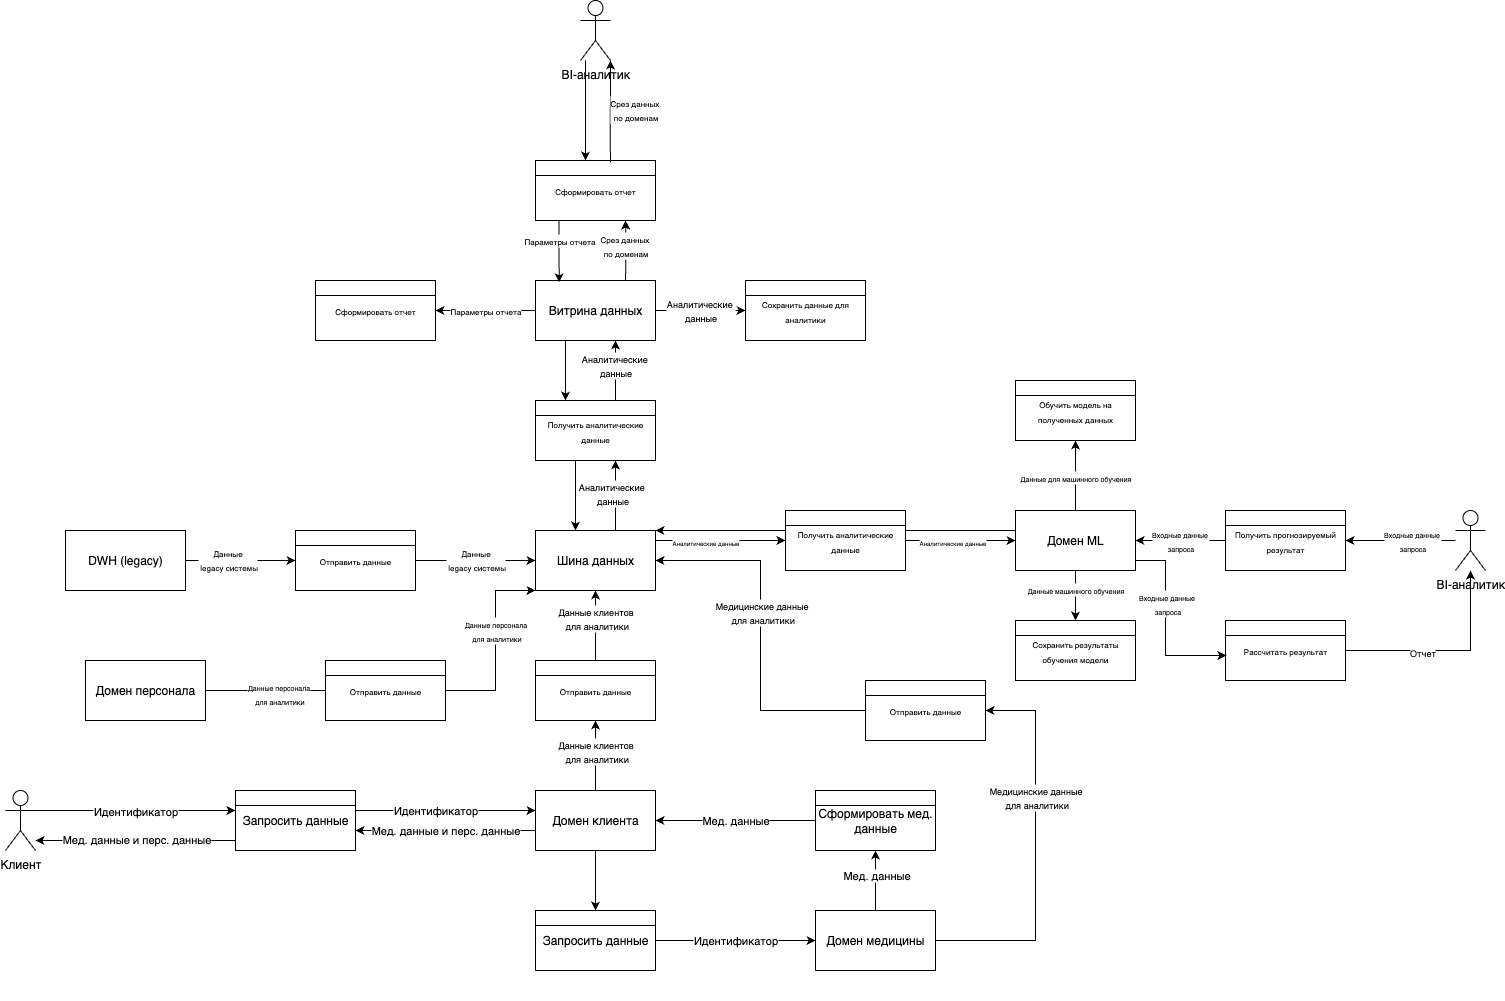 BI-аналитик
Срез данных
по доменам
Сформировать отчет
Параметры отчета
Срез данных
по доменам
Сформировать отчет
Параметры отчета
Витрина данных
Аналитические
данные
Сохранить данные для
аналитики
Аналитические
данные
Получить аналитические
данные
Обучить модель на
полученных данных
Аналитические
данные
Данные для машинного обучения
DWH (legacy)
Данные
legacy системы
Отправить данные
Данные
legacy системы
Шина данных
Аналитические данные
Получить аналитические
данные
Аналитические данные
Домен ML
Входные данные
запроса
Получить прогнозируемый
результат
Входные данные
запроса
BI-аналитик
Данные машинного обучения
Входные данные
запроса
Данные персонала
для аналитики
Данные клиентов
для аналитики
Медицинские данные
для аналитики
Сохранить результаты
обучения модели
Рассчитать результат
Отчет
Домен персонала
Данные персонала
для аналитики
Отправить данные
Отправить данные
Отправить данные
Данные клиентов
для аналитики
Медицинские данные
для аналитики
Клиент
Идентификатор
Мед. данные и перс. данные
Запросить данные
Идентификатор
Мед. данные и перс. данные
Домен клиента
Мед. данные
Сформировать мед.
данные
Мед. данные
Запросить данные
Идентификатор
Домен медицины